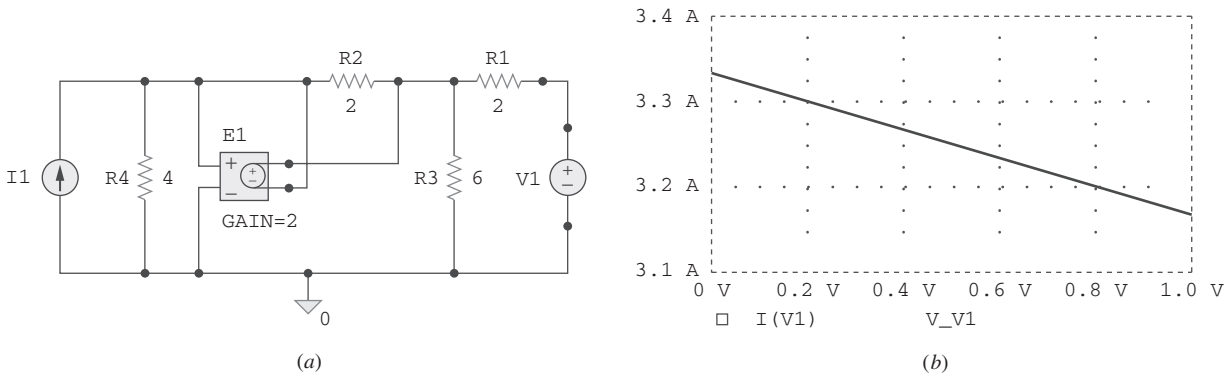 R2
R1
2
2
E1
+
−
+
−
I1
R4
4
R3
6
V1
+
−
GAIN=2
0
(a)
3.4 A
3.3 A
3.2 A
3.1 A
0 V
0.2 V
0.4 V
0.6 V
0.8 V
1.0 V
□ I(V1)
V_V1
(b)